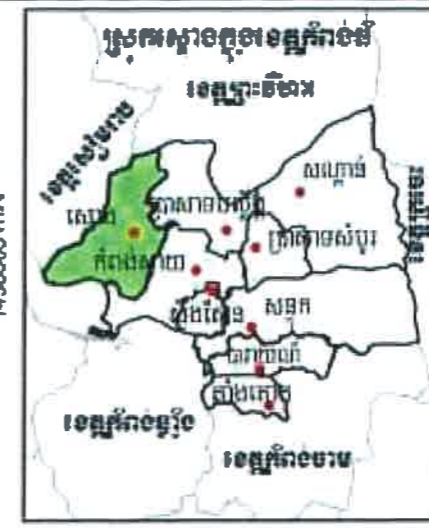 ស្រុកស្ទោងក្នុងខេត្តកំពង់ធំ
ខេត្តព្រះវិហារ
ខេត្តសៀមរាប
សណ្ដាន់
ស្ទោង
ប្រាសាទបល្ល័ង្គ
ប្រាសាទសំបូរ
កំពង់ស្វាយ
ស្ទឹងសែន
សន្ទុក
បារាយណ៍
តាំងគោក
ខេត្តកំពង់ឆ្នាំង
ខេត្តកំពង់ចាម